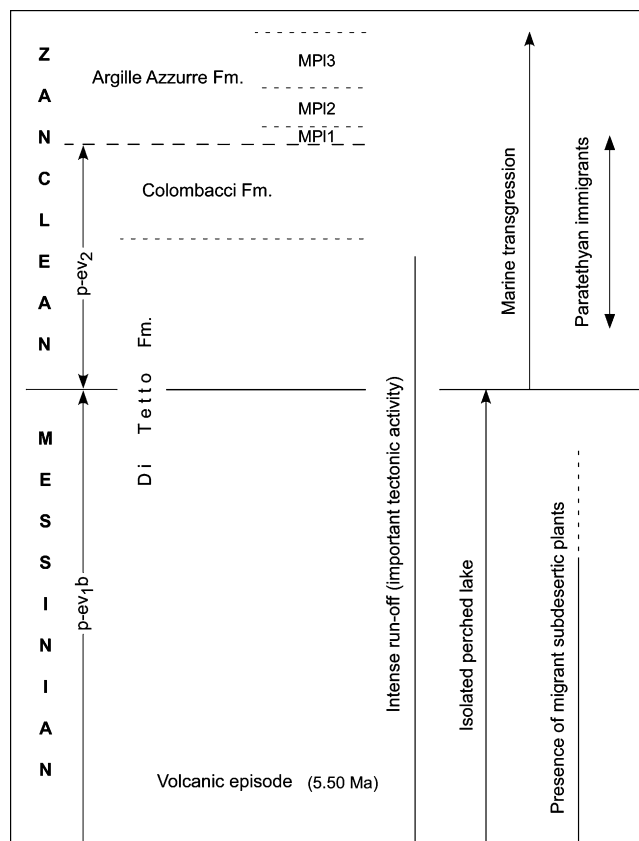 ZANCLEAN
MESSINIAN
MPl3
Argille Azzurre Fm.
MPl2
MPl1
Colombacci Fm.
p-ev2
Di Tetto Fm.
p-ev1b
Volcanic episode (5.50 Ma)
Intense run-off (important tectonic activity)
Isolated perched lake
Marine transgression
Presence of migrant subdesertic plants
Paratethyan immigrants